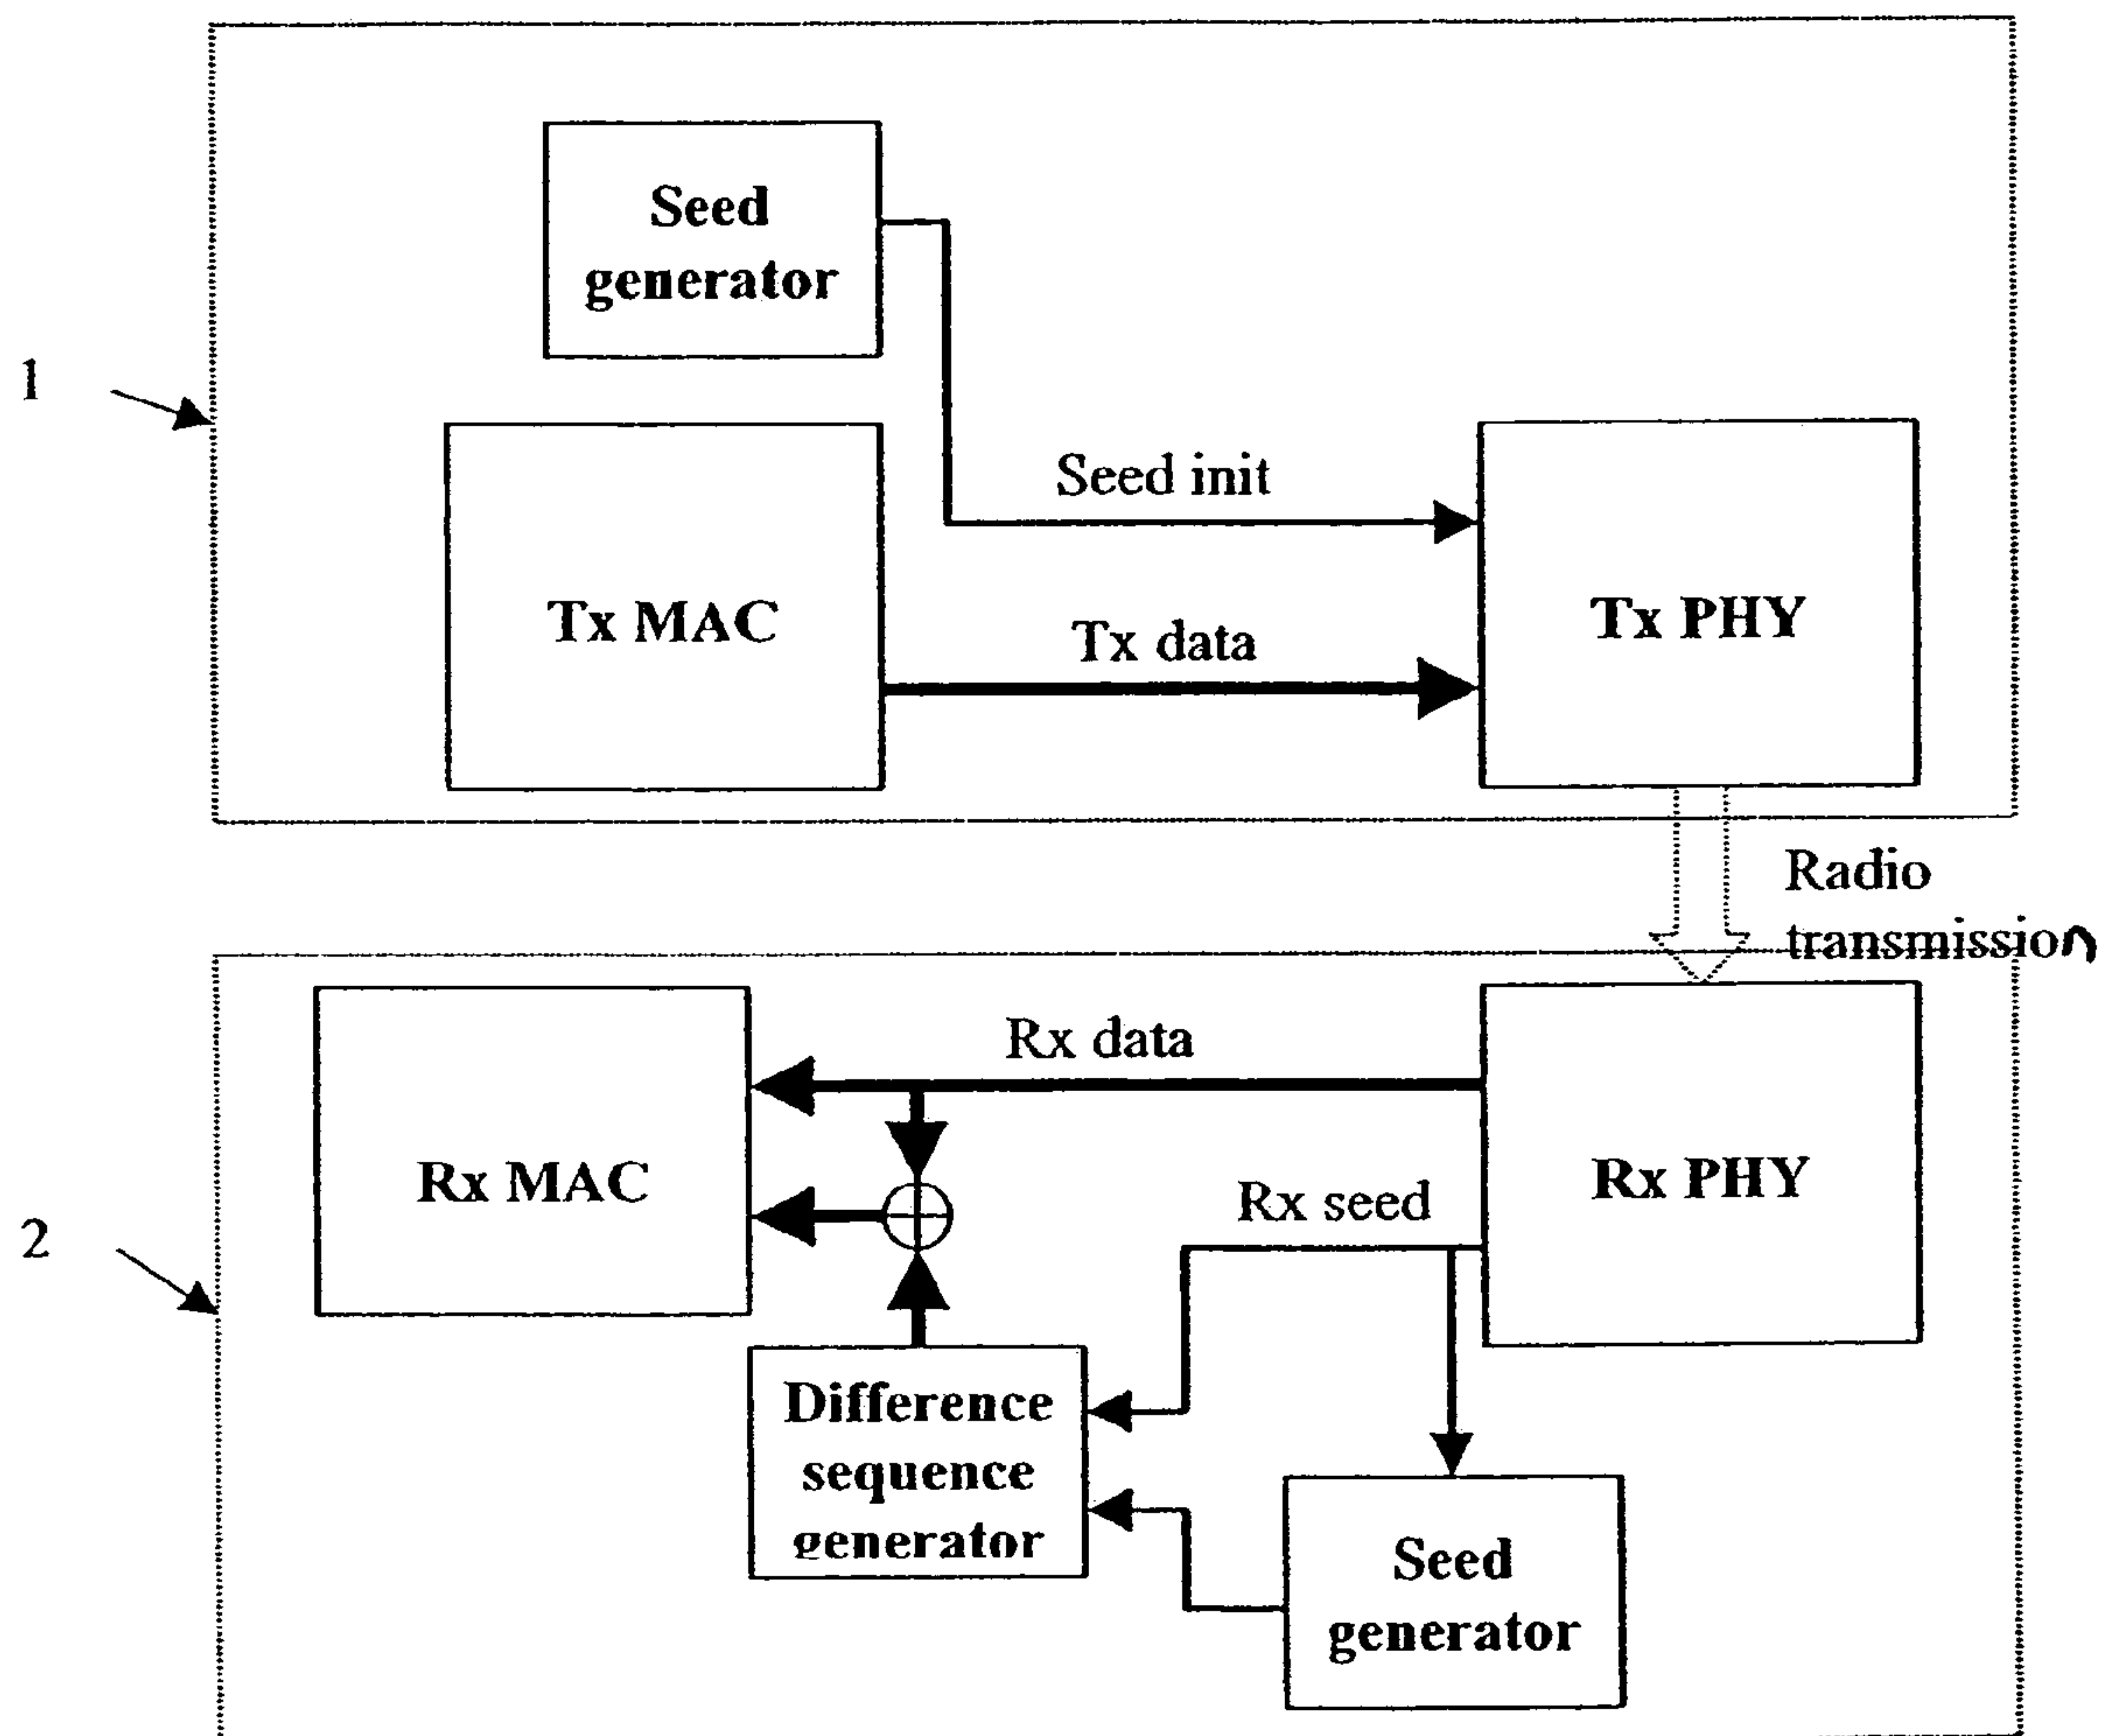 Seed
generator
1
Seed init
Tx MAC
Tx data
Tx PHY
Radio
transmission
Rx data
Rx MAC
Rx PHY
Rx seed
2
Difference
sequence
generator
Seed
generator